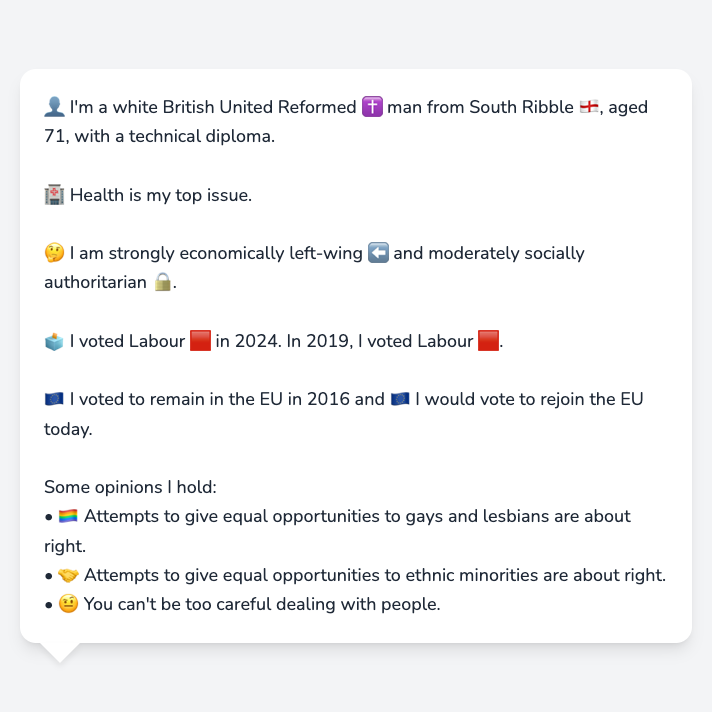 👤 I'm a white British United Reformed ✝️ man from South Ribble 🏴󠁧󠁢󠁥󠁮󠁧󠁿, aged
71, with a technical diploma.
🏥 Health is my top issue.
🤔 I am strongly economically left-wing ⬅️ and moderately socially
authoritarian 🔒.
🗳️ I voted Labour 🟥 in 2024. In 2019, I voted Labour 🟥.
🇪🇺 I voted to remain in the EU in 2016 and 🇪🇺 I would vote to rejoin the EU
today.
Some opinions I hold:
• 🏳️‍🌈 Attempts to give equal opportunities to gays and lesbians are about
right.
• 🤝 Attempts to give equal opportunities to ethnic minorities are about right.
• 🤨 You can't be too careful dealing with people.